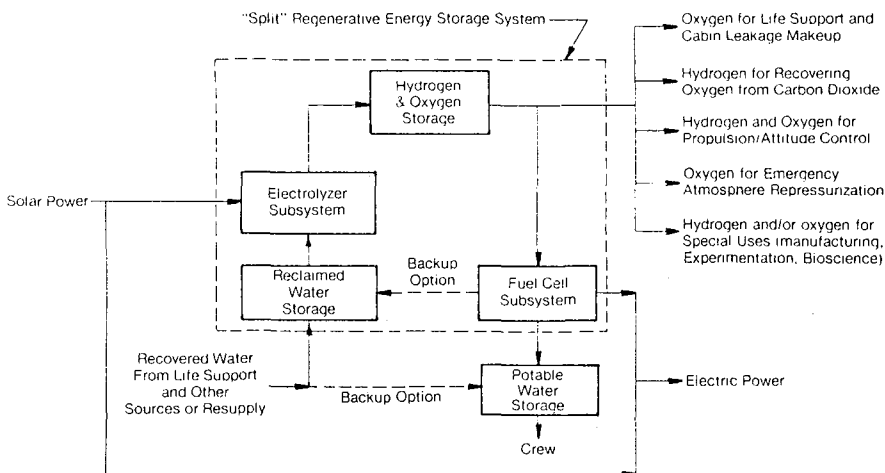 "Split" Regenerative Energy Storage System
Oxygen for Life Support and
Cabin Leakage Makeup
Hydrogen
& Oxygen
Storage
Hydrogen for Recovering
Oxygen from Carbon Dioxide
Hydrogen and Oxygen for
Propulsion/Attitude Control
Oxygen for Emergency
Atmosphere Repressurization
Solar Power
Electrolyzer
Subsystem
Hydrogen and/or oxygen for
Special Uses (manufacturing,
Experimentation, Bioscience)
Reclaimed
Water
Storage
Backup
Option
Fuel Cell
Subsystem
Recovered Water
From Life Support
and Other
Sources or Resupply
Backup Option
Potable
Water
Storage
Electric Power
Crew